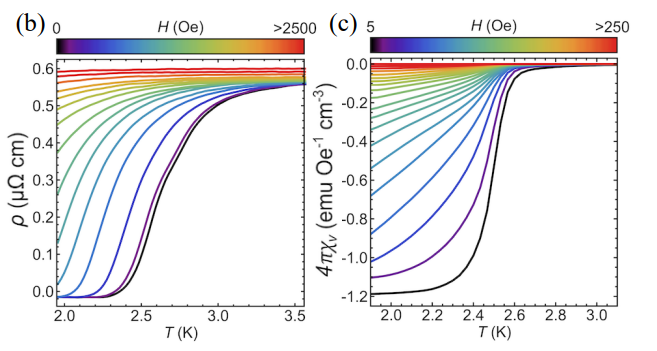 (b)
0 H (Oe) >2500
ρ (μΩ cm)
0.6
0.5
0.4
0.3
0.2
0.1
0.0
2.0 2.5 3.0 3.5
T (K)
(c)
5 H (Oe) >250
4πχv (emu Oe⁻¹ cm⁻³)
0.0
-0.2
-0.4
-0.6
-0.8
-1.0
-1.2
2.0 2.2 2.4 2.6 2.8 3.0
T (K)